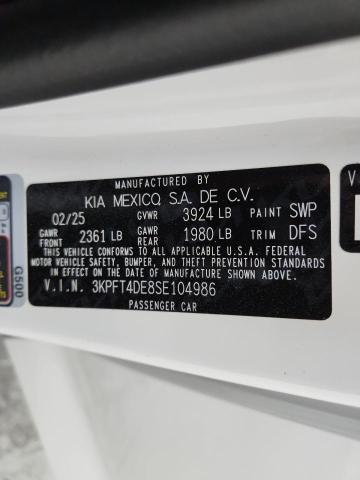 MANUFACTURED BY
KIA MEXICO, S.A. DE C.V.
02/25 GVWR 3924 LB PAINT SWP
GAWR FRONT 2361 LB GAWR REAR 1980 LB TRIM DFS
THIS VEHICLE CONFORMS TO ALL APPLICABLE U.S.A. FEDERAL
MOTOR VEHICLE SAFETY, BUMPER, AND THEFT PREVENTION STANDARDS
IN EFFECT ON THE DATE OF MANUFACTURE SHOWN ABOVE.
V.I.N. 3KPFT4DE8SE104986
PASSENGER CAR
G500
V